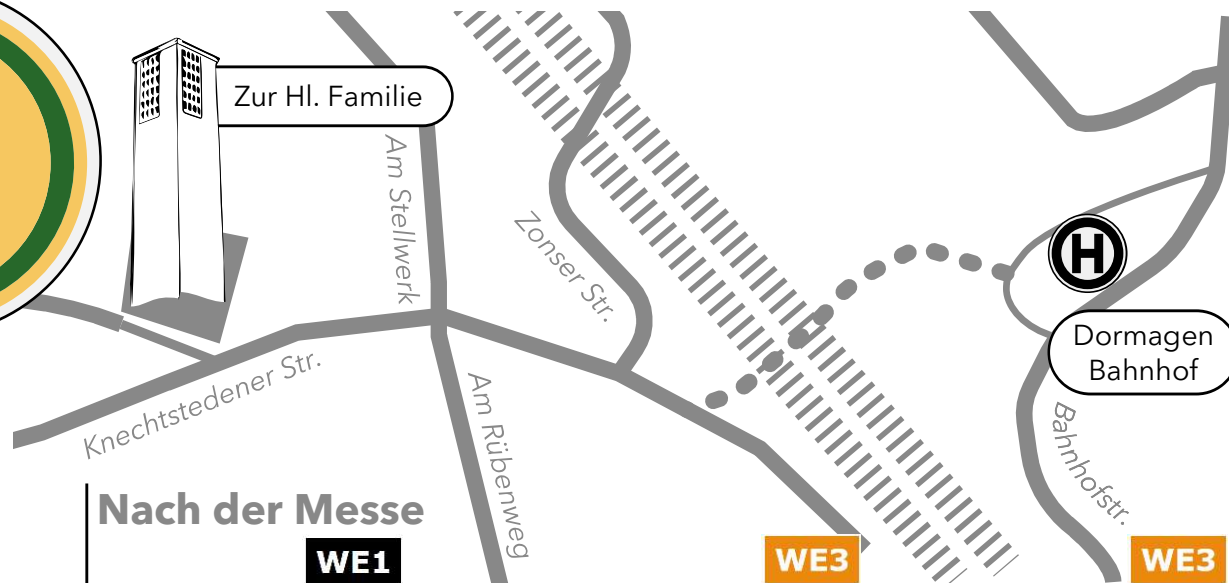 Zur Hl. Familie
Am Stellwerk
Zonser Str.
H
Dormagen
Bahnhof
Knechtstedener Str.
Am Rübenweg
Bahnhofstr.
Nach der Messe
WE1
WE3
WE3